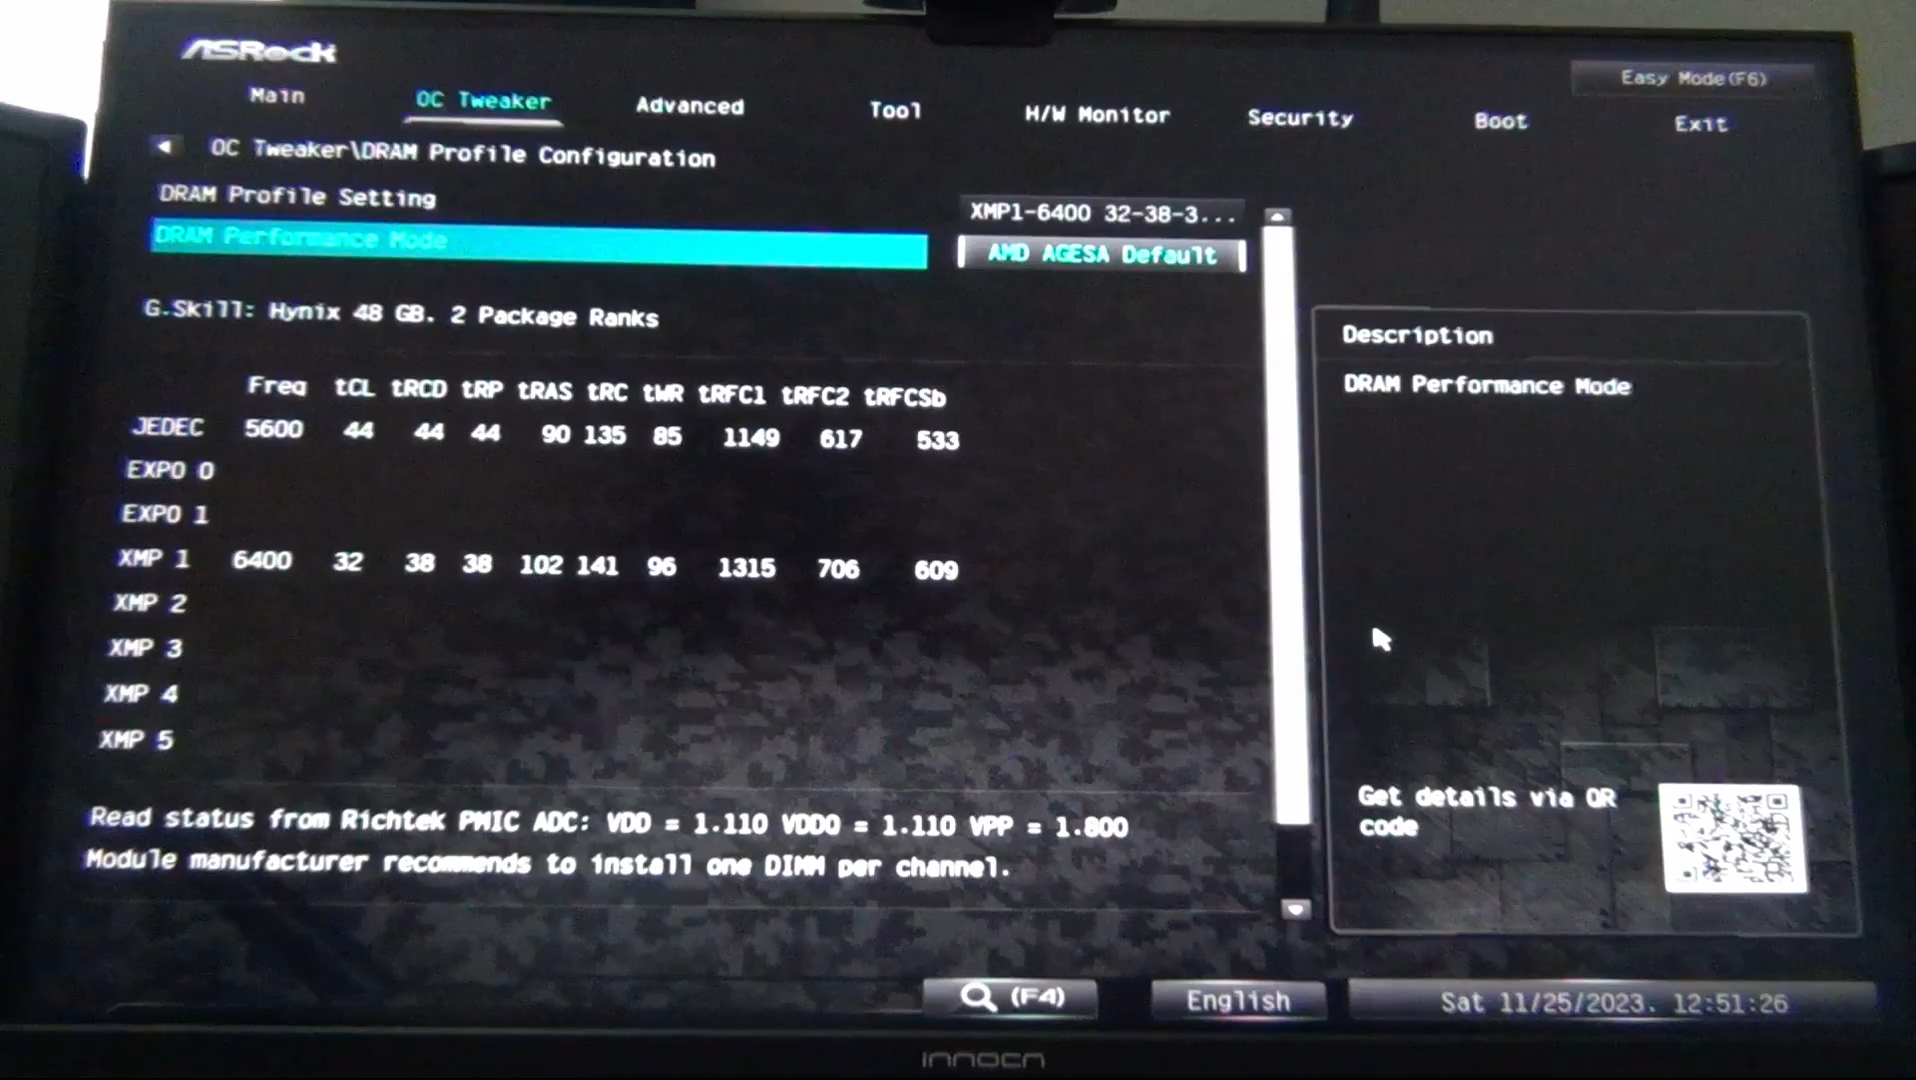 ASRock
Easy Mode(F6)
Main OC Tweaker Advanced Tool H/W Monitor Security Boot Exit
OC Tweaker\DRAM Profile Configuration
DRAM Profile Setting XMP1-6400 32-38-3...
DRAM Performance Mode AMD AGESA Default
G.Skill: Hynix 48 GB. 2 Package Ranks
Freq tCL tRCD tRP tRAS tRC tWR tRFC1 tRFC2 tRFCSb
JEDEC 5600 44 44 44 90 135 85 1149 617 533
EXPO 0
EXPO 1
XMP 1 6400 32 38 38 102 141 96 1315 706 609
XMP 2
XMP 3
XMP 4
XMP 5
Read status from Richtek PMIC ADC: VDD = 1.110 VDDQ = 1.110 VPP = 1.800
Module manufacturer recommends to install one DIMM per channel.
Description
DRAM Performance Mode
Get details via QR
code
(F4) English Sat 11/25/2023. 12:51:26
INNOCN